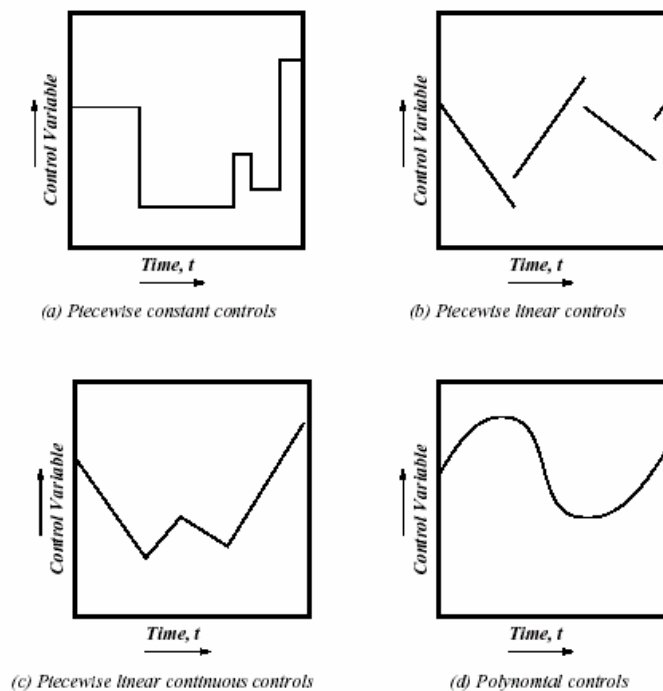 Control Variable
Time, t
(a) Piecewise constant controls
Control Variable
Time, t
(b) Piecewise linear controls
Control Variable
Time, t
(c) Piecewise linear continuous controls
Control Variable
Time, t
(d) Polynomial controls